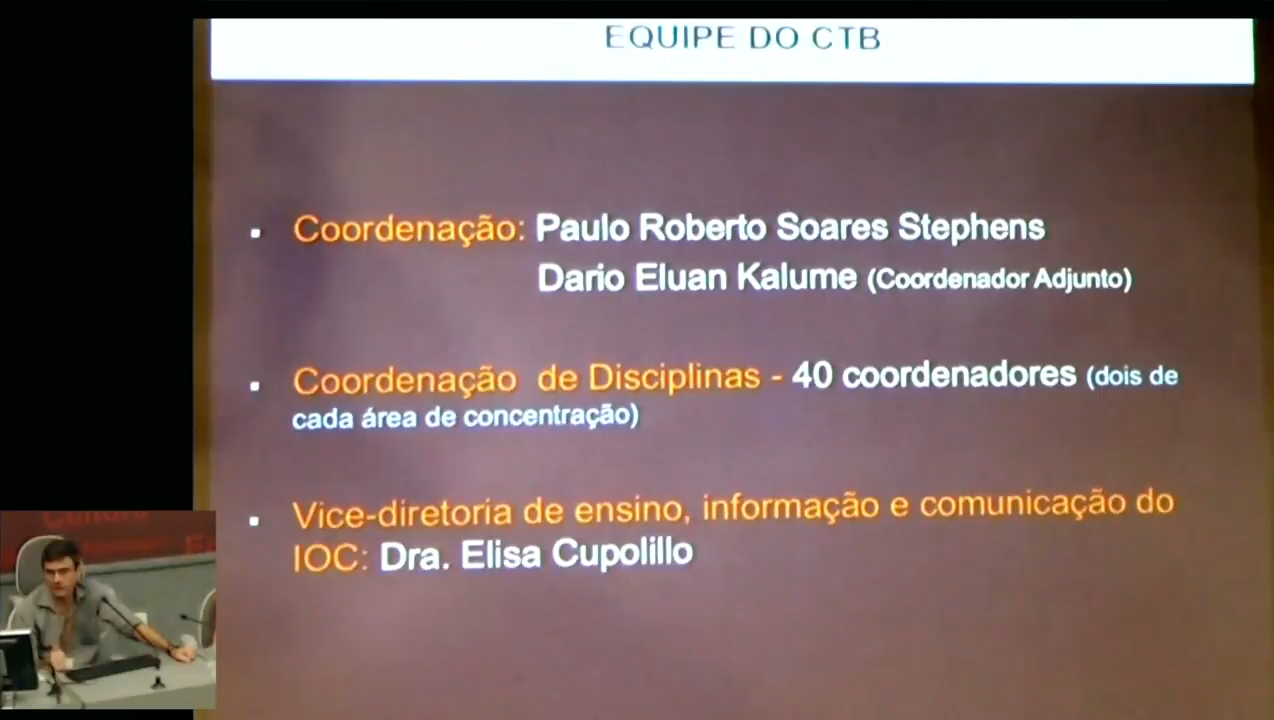 EQUIPE DO CTB
▪ Coordenação: Paulo Roberto Soares Stephens
Dario Eluan Kalume (Coordenador Adjunto)
▪ Coordenação de Disciplinas - 40 coordenadores (dois de
cada área de concentração)
▪ Vice-diretoria de ensino, informação e comunicação do
IOC: Dra. Elisa Cupolillo